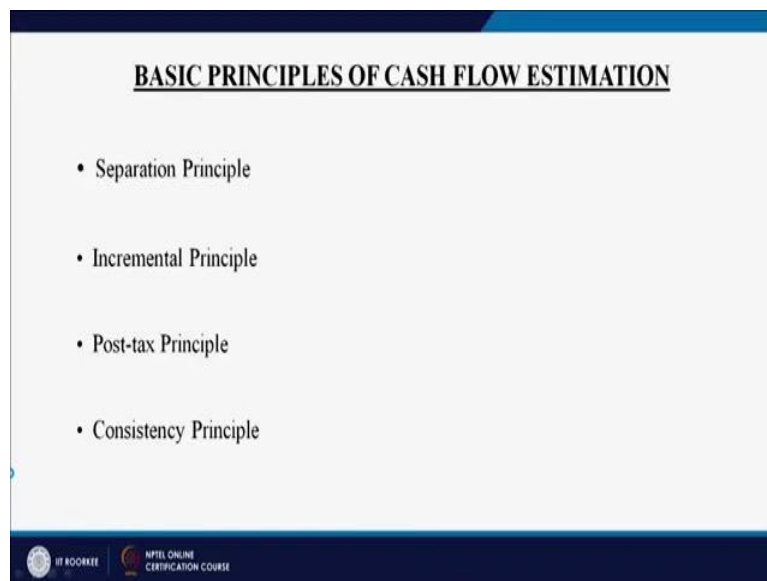 BASIC PRINCIPLES OF CASH FLOW ESTIMATION
• Separation Principle
• Incremental Principle
• Post-tax Principle
• Consistency Principle
IIT ROORKEE
NPTEL ONLINE
CERTIFICATION COURSE